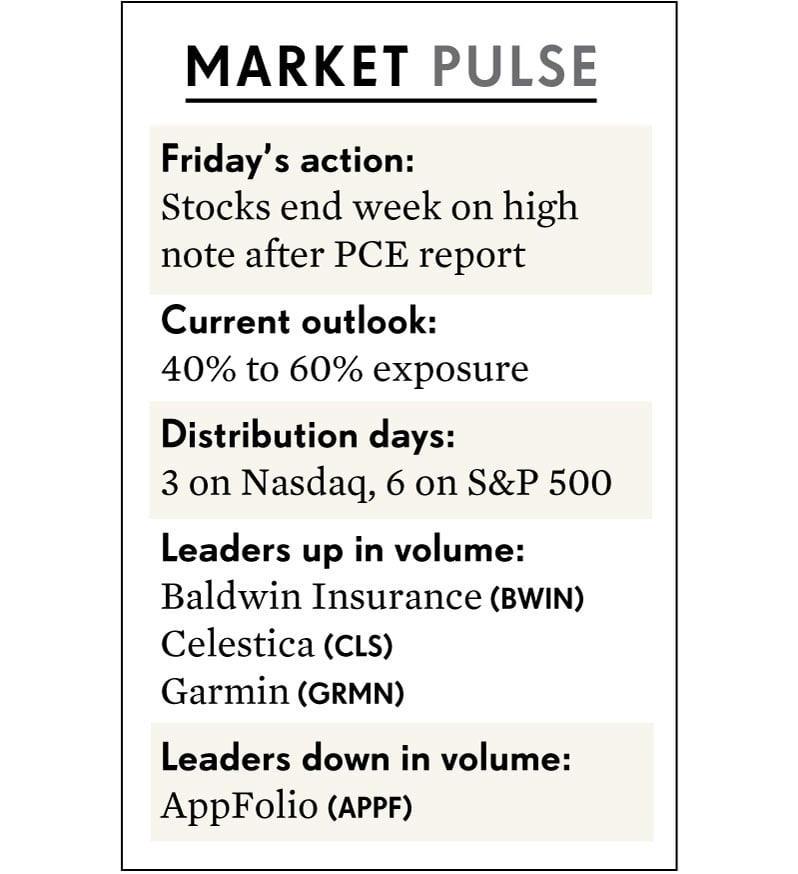 MARKET PULSE
Friday's action:
Stocks end week on high
note after PCE report
Current outlook:
40% to 60% exposure
Distribution days:
3 on Nasdaq, 6 on S&P 500
Leaders up in volume:
Baldwin Insurance (BWIN)
Celestica (CLS)
Garmin (GRMN)
Leaders down in volume:
AppFolio (APPF)